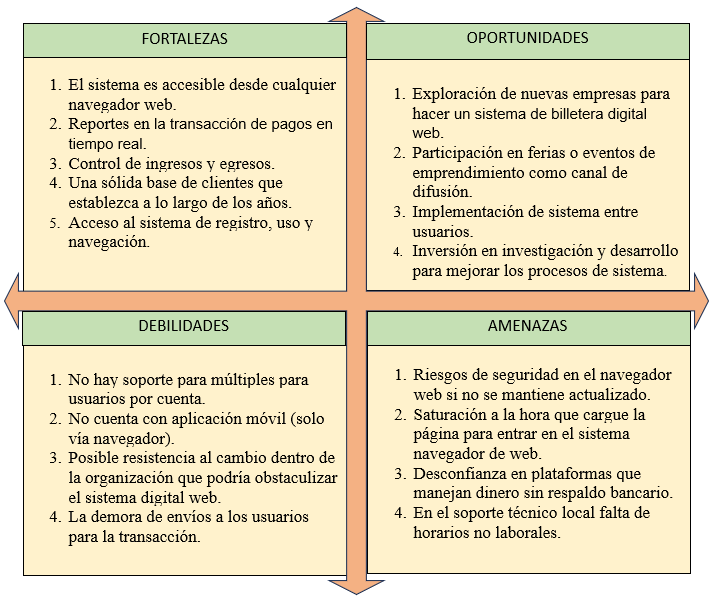 FORTALEZAS
1. El sistema es accesible desde cualquier
navegador web.
2. Reportes en la transacción de pagos en
tiempo real.
3. Control de ingresos y egresos.
4. Una sólida base de clientes que
establezca a lo largo de los años.
5. Acceso al sistema de registro, uso y
navegación.
OPORTUNIDADES
1. Exploración de nuevas empresas para
hacer un sistema de billetera digital
web.
2. Participación en ferias o eventos de
emprendimiento como canal de
difusión.
3. Implementación de sistema entre
usuarios.
4. Inversión en investigación y desarrollo
para mejorar los procesos de sistema.
DEBILIDADES
1. No hay soporte para múltiples para
usuarios por cuenta.
2. No cuenta con aplicación móvil (solo
vía navegador).
3. Posible resistencia al cambio dentro de
la organización que podría obstaculizar
el sistema digital web.
4. La demora de envíos a los usuarios
para la transacción.
AMENAZAS
1. Riesgos de seguridad en el navegador
web si no se mantiene actualizado.
2. Saturación a la hora que cargue la
página para entrar en el sistema
navegador de web.
3. Desconfianza en plataformas que
manejan dinero sin respaldo bancario.
4. En el soporte técnico local falta de
horarios no laborales.